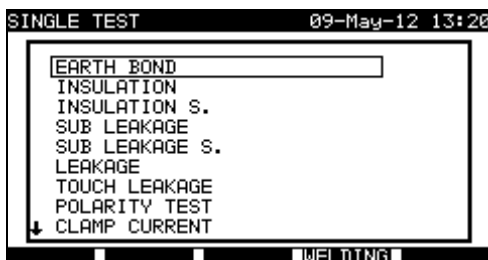 SINGLE TEST 09-May-12 13:20
EARTH BOND
INSULATION
INSULATION S.
SUB LEAKAGE
SUB LEAKAGE S.
LEAKAGE
TOUCH LEAKAGE
POLARITY TEST
CLAMP CURRENT
WELDING